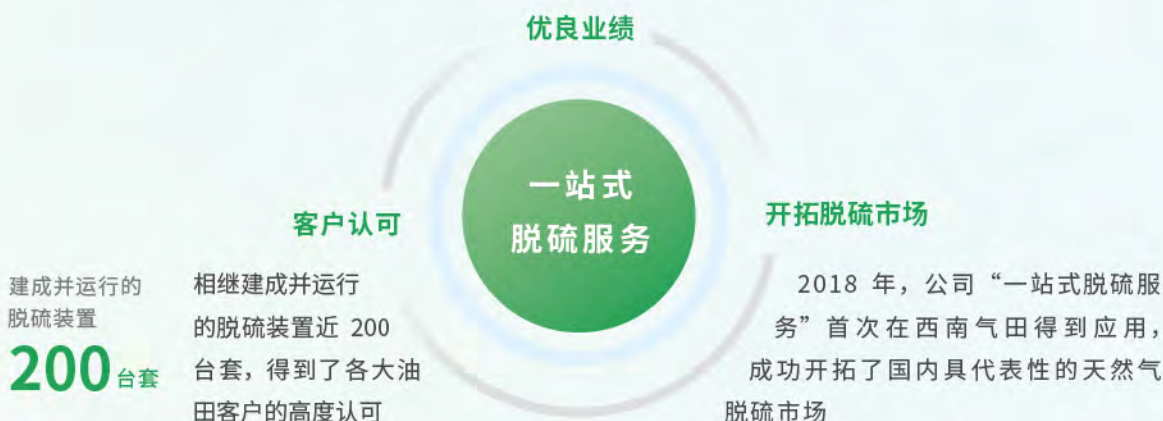 优良业绩
一站式
脱硫服务
客户认可
相继建成并运行
的脱硫装置近 200
台套，得到了各大油
田客户的高度认可
建成并运行的
脱硫装置
200 台套
开拓脱硫市场
2018 年，公司“一站式脱硫服
务”首次在西南气田得到应用，
成功开拓了国内具代表性的天然气
脱硫市场